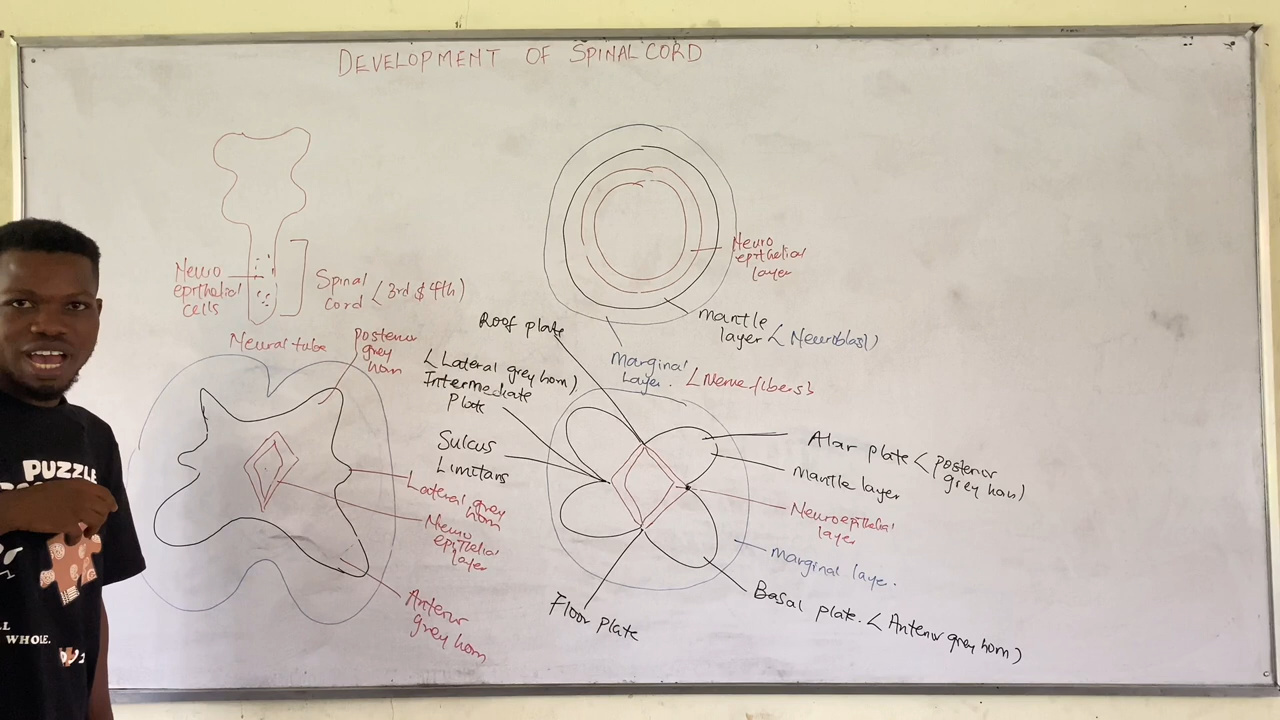 DEVELOPMENT OF SPINAL CORD
Neuro
epithelial
cells
Spinal
Cord (3rd $ 4th)
Neural tube
Neuro
epithelial
layer
mantle
layer (Neuroblast)
marginal
layer. (Nerve fibers)
Posterior
grey
horn
Lateral grey
horn
Neuro
epithelial
layer
Anterior
grey horn
Roof plate
(Lateral grey horn)
Intermediate
Plate
Sulcus
Limitans
Floor plate
Alar plate (posterior
grey horn)
mantle layer
Neuroepithelial
layer
marginal layer.
Basal plate. (Anterior grey horn)
PUZZLE
WHOLE.